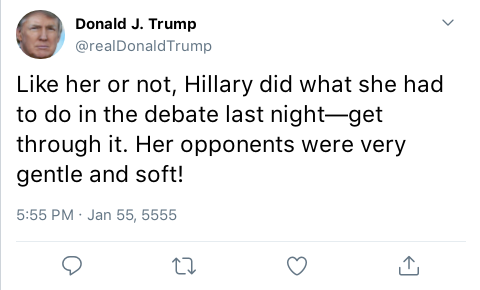 Donald J. Trump
@realDonaldTrump
Like her or not, Hillary did what she had
to do in the debate last night—get
through it. Her opponents were very
gentle and soft!
5:55 PM · Jan 55, 5555